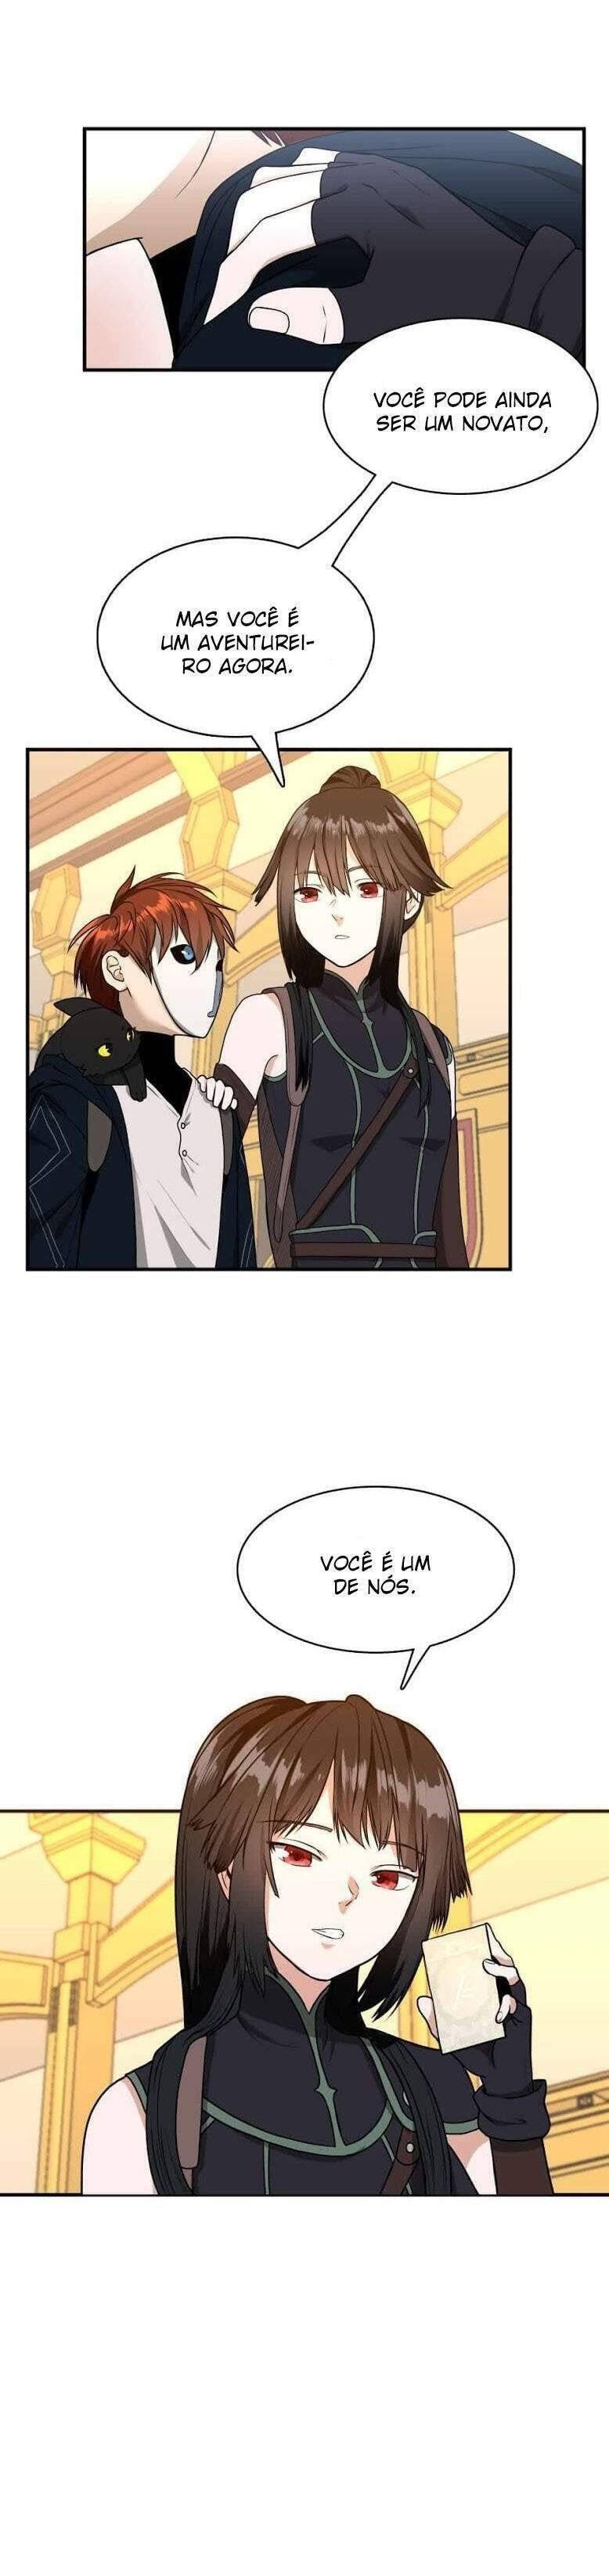 VOCÊ PODE AINDA
SER UM NOVATO,
MAS VOCÊ É
UM AVENTUREI-
RO AGORA.
VOCÊ É UM
DE NÓS.